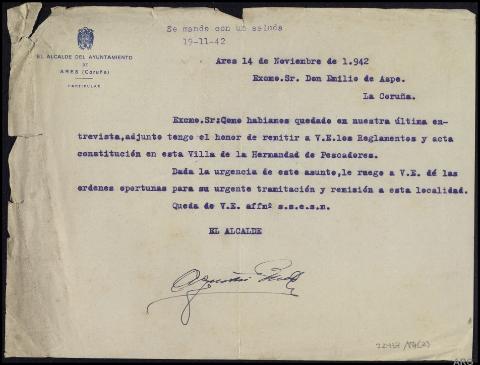 Se mande con un saluda
19-11-42
EL ALCALDE DEL AYUNTAMIENTO
DE
ARES (Coruña)
PARTICULAR
Ares 14 de Noviembre de 1.942
Excmo.Sr. Don Emilio de Aspe.
La Coruña.
Excmo.Sr:Como habiamos quedado en nuestra última en-
trevista,adjunto tengo el honor de remitir a V.E.los Reglamentos y acta
constitución en esta Villa de la Hermandad de Pescadores.
Dada la urgencia de este asunto,le ruego a V.E. dé las
ordenes oportunas para su urgente tramitación y remisión a esta localidad.
Queda de V.E. affmº s.s.e.s.m.
EL ALCALDE